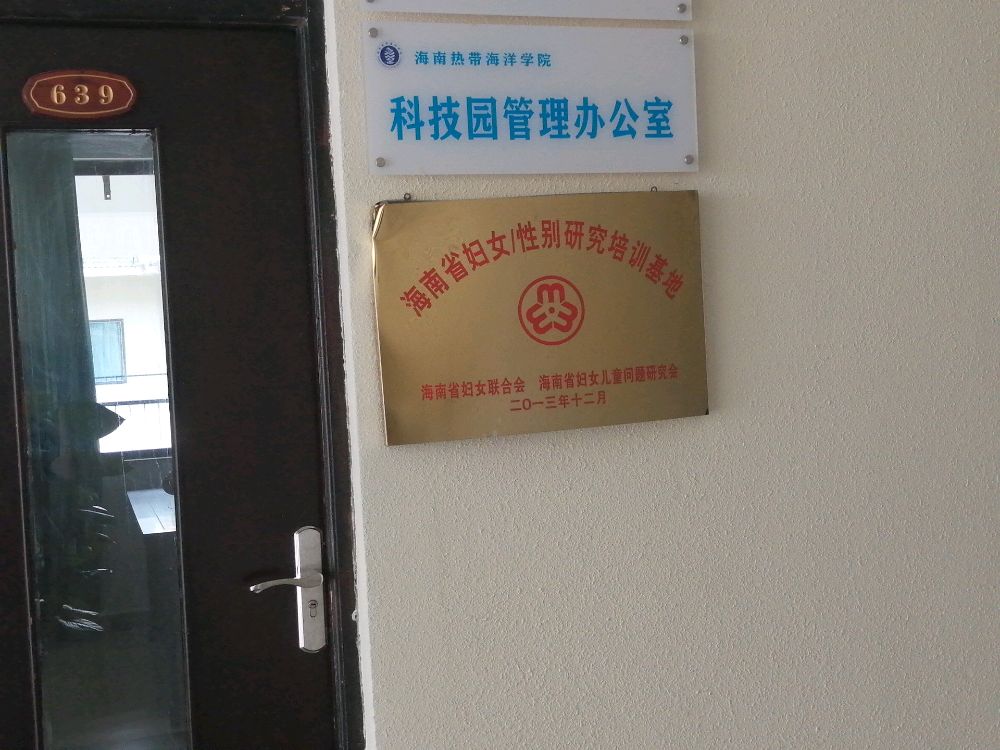 639
海南热带海洋学院
科技园管理办公室
海南省妇女/性别研究培训基地
海南省妇女联合会 海南省妇女儿童问题研究会
二〇一三年十二月